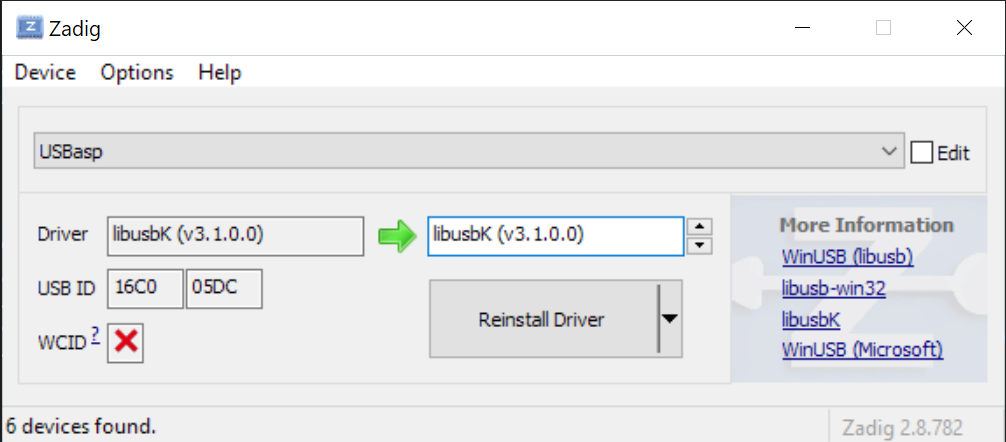 Zadig
Device Options Help
USBasp Edit
Driver libusbK (v3.1.0.0) libusbK (v3.1.0.0)
USB ID 16C0 05DC
WCID ?
Reinstall Driver
More Information
WinUSB (libusb)
libusb-win32
libusbK
WinUSB (Microsoft)
6 devices found. Zadig 2.8.782